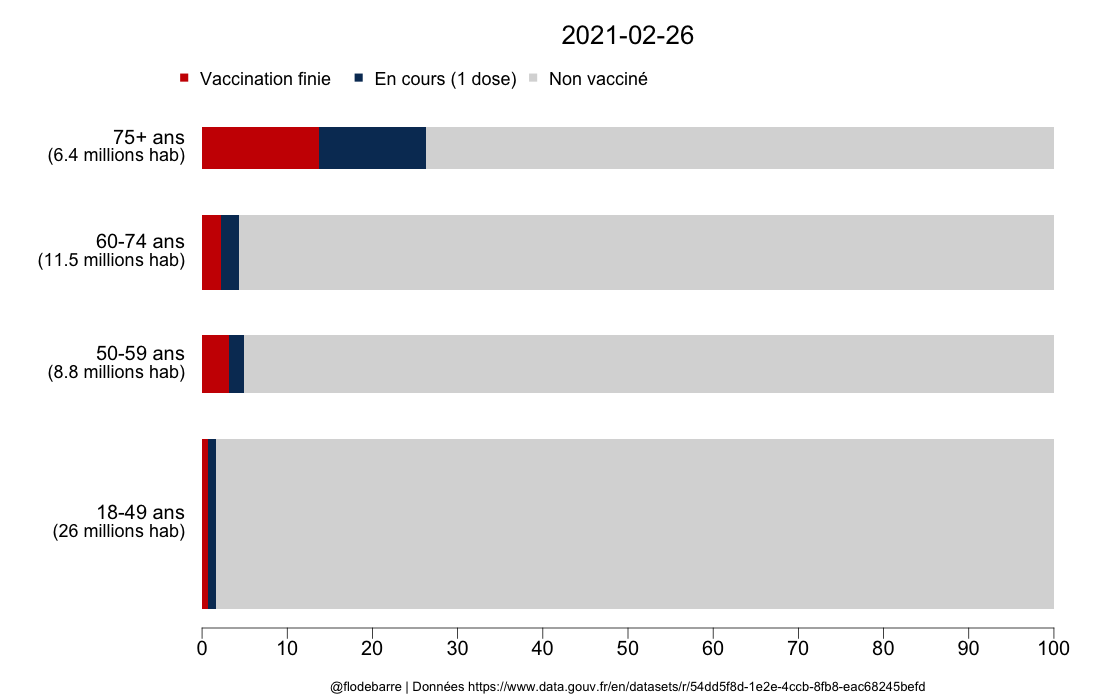 2021-02-26
Vaccination finie En cours (1 dose) Non vacciné
75+ ans
(6.4 millions hab)
60-74 ans
(11.5 millions hab)
50-59 ans
(8.8 millions hab)
18-49 ans
(26 millions hab)
0 10 20 30 40 50 60 70 80 90 100
@flodebarre | Données https://www.data.gouv.fr/en/datasets/r/54dd5f8d-1e2e-4ccb-8fb8-eac68245befd